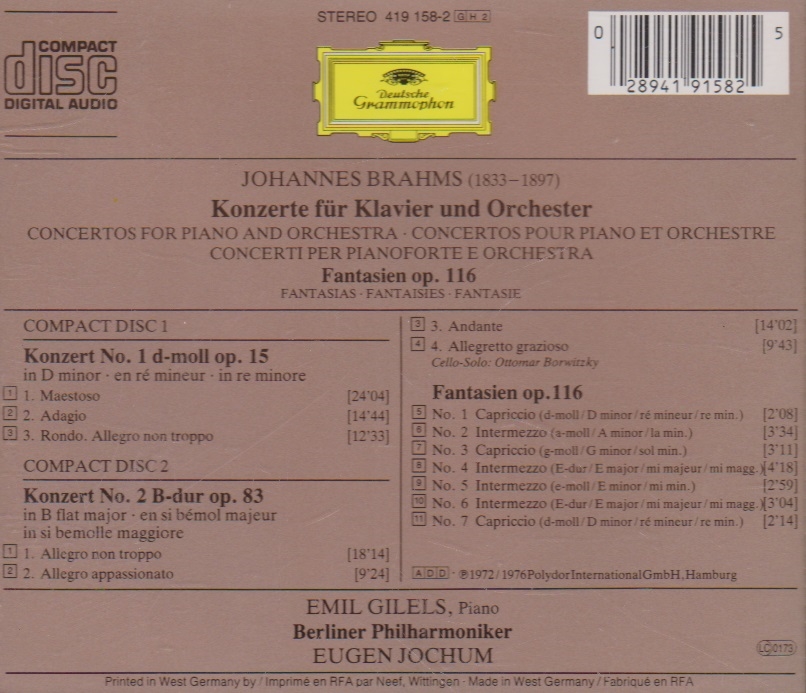 STEREO 419 158-2 GH 2
COMPACT
disc
DIGITAL AUDIO
Deutsche
Grammophon
0 28941 91582 5
JOHANNES BRAHMS (1833–1897)
Konzerte für Klavier und Orchester
CONCERTOS FOR PIANO AND ORCHESTRA · CONCERTOS POUR PIANO ET ORCHESTRE
CONCERTI PER PIANOFORTE E ORCHESTRA
Fantasien op. 116
FANTASIAS · FANTAISIES · FANTASIE
COMPACT DISC 1
Konzert No. 1 d-moll op. 15
in D minor · en ré mineur · in re minore
1 1. Maestoso [24'04]
2 2. Adagio [14'44]
3 3. Rondo. Allegro non troppo [12'33]
COMPACT DISC 2
Konzert No. 2 B-dur op. 83
in B flat major · en si bémol majeur
in si bemolle maggiore
1 1. Allegro non troppo [18'14]
2 2. Allegro appassionato [9'24]
3 3. Andante [14'02]
4 4. Allegretto grazioso [9'43]
Cello-Solo: Ottomar Borwitzky
Fantasien op.116
5 No. 1 Capriccio (d-moll/D minor/ré mineur/re min.) [2'08]
6 No. 2 Intermezzo (a-moll/A minor/la min.) [3'34]
7 No. 3 Capriccio (g-moll/G minor/sol min.) [3'11]
8 No. 4 Intermezzo (E-dur/E major/mi majeur/mi magg.) [4'18]
9 No. 5 Intermezzo (e-moll/E minor/mi min.) [2'59]
10 No. 6 Intermezzo (E-dur/E major/mi majeur/mi magg.) [3'04]
11 No. 7 Capriccio (d-moll/D minor/ré mineur/re min.) [2'14]
ADD · ℗ 1972/1976 Polydor International GmbH, Hamburg
EMIL GILELS, Piano
Berliner Philharmoniker
EUGEN JOCHUM
LC 0173
Printed in West Germany by / Imprimé en RFA par Neef, Wittingen · Made in West Germany / Fabriqué en RFA